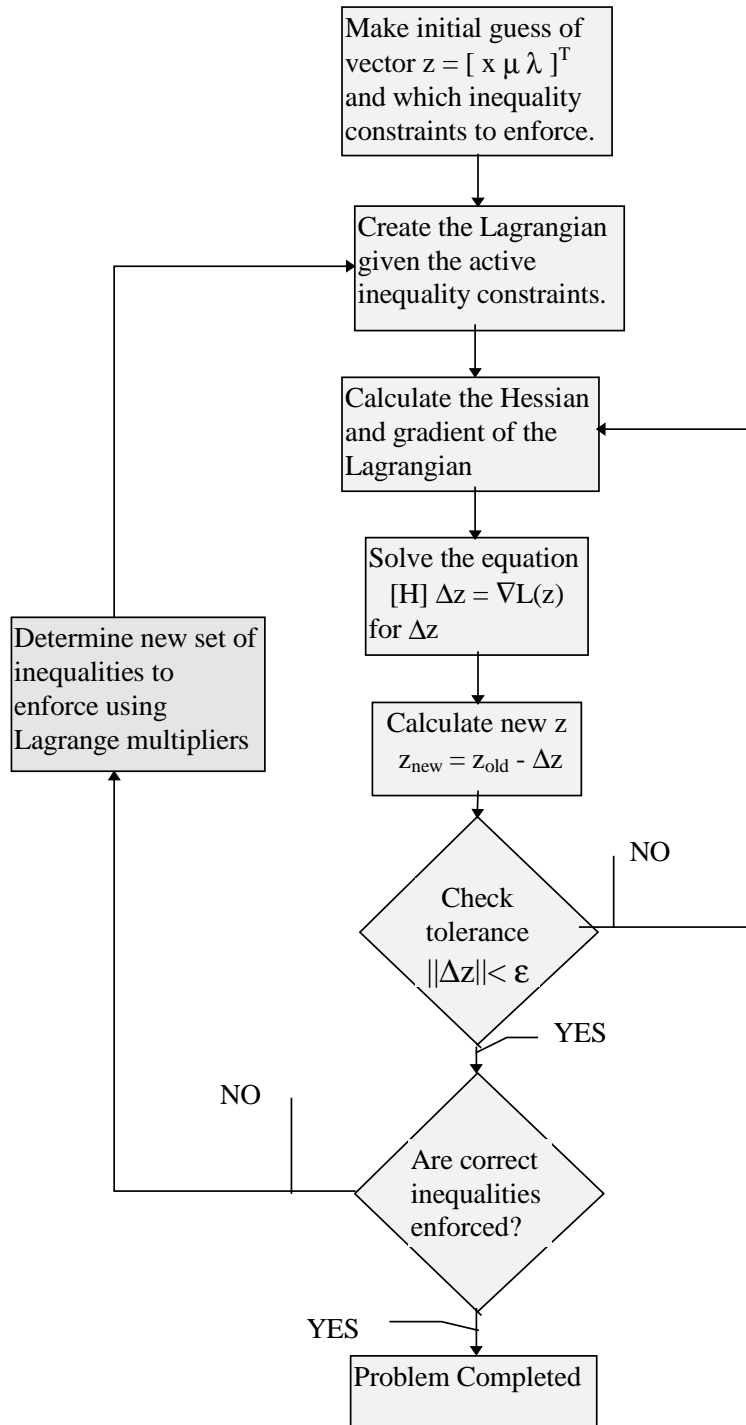 Make initial guess of
vector z = [ x μ λ ]ᵀ
and which inequality
constraints to enforce.
Create the Lagrangian
given the active
inequality constraints.
Calculate the Hessian
and gradient of the
Lagrangian
Solve the equation
[H] Δz = ∇L(z)
for Δz
Determine new set of
inequalities to
enforce using
Lagrange multipliers
Calculate new z
z_new = z_old - Δz
NO
Check
tolerance
||Δz||< ε
YES
NO
Are correct
inequalities
enforced?
YES
Problem Completed